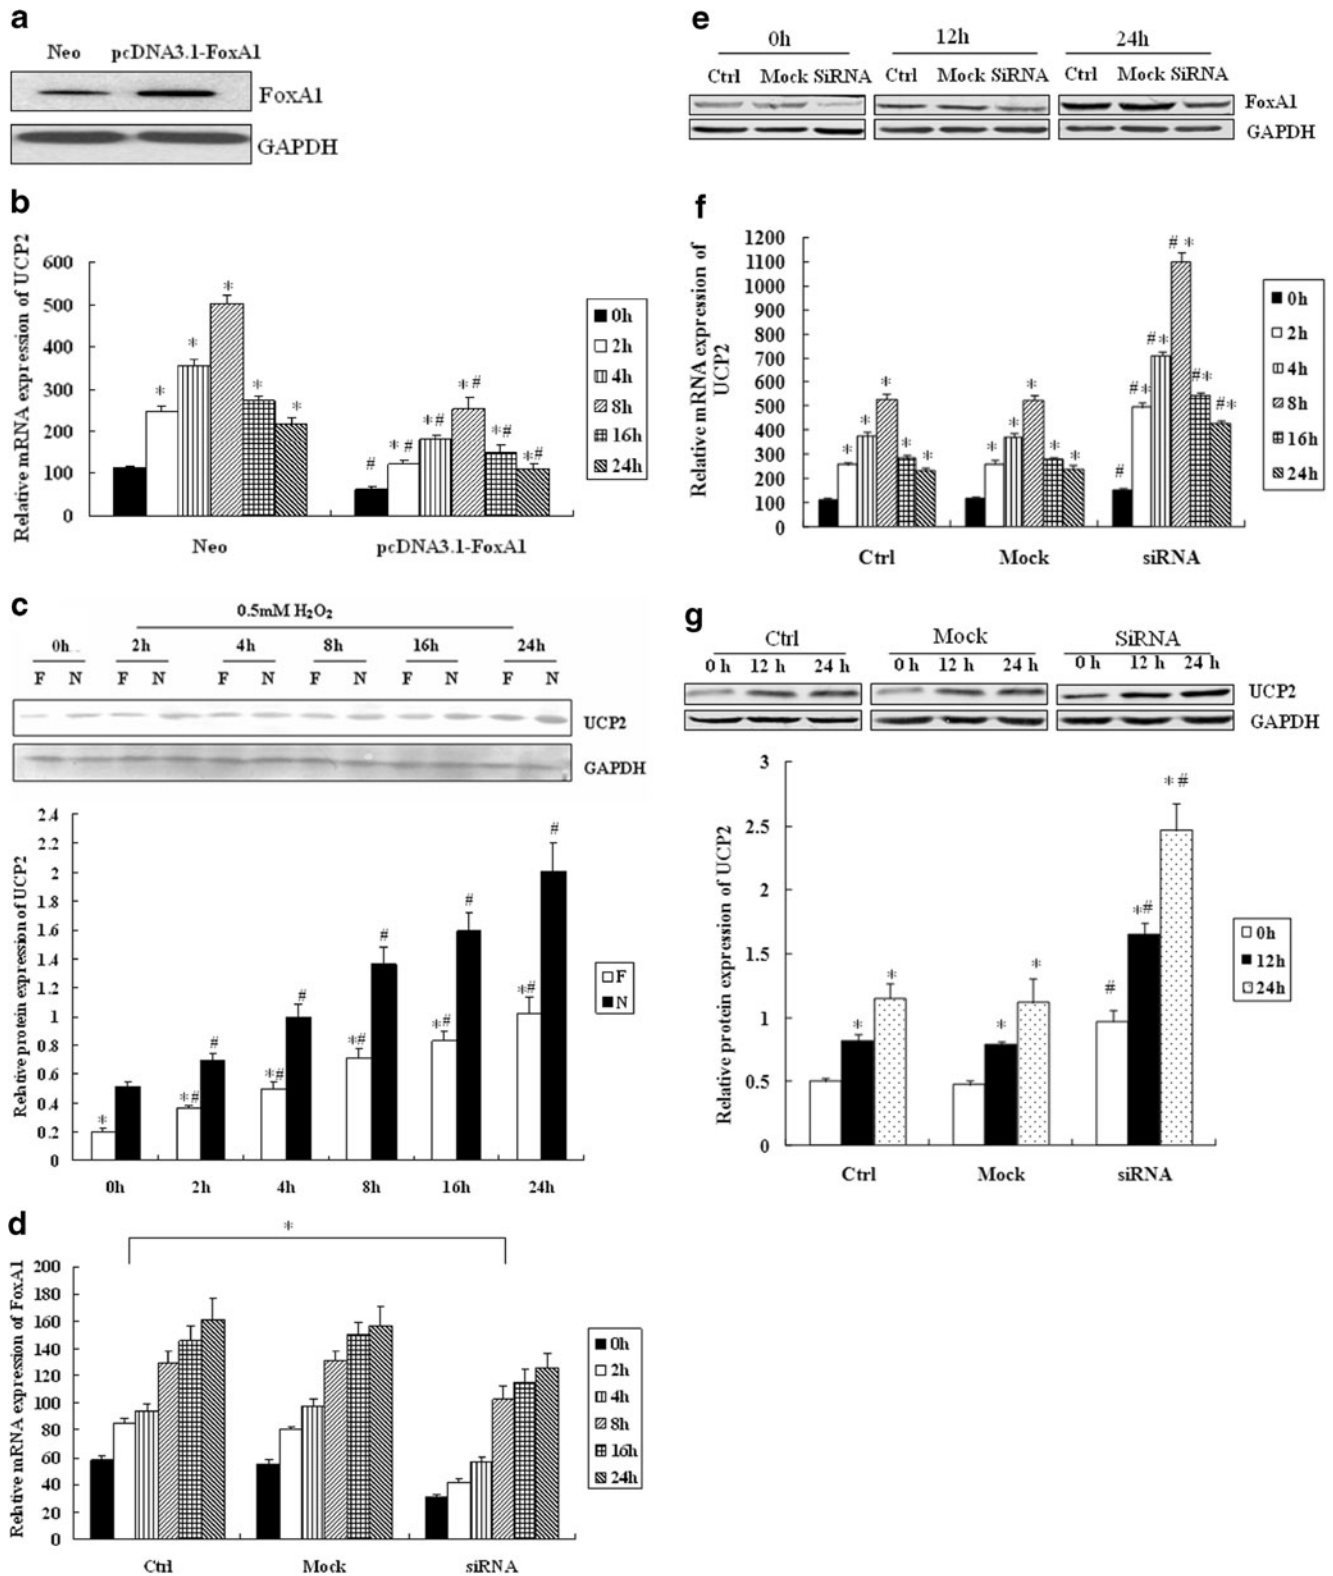 a
Neo pcDNA3.1-FoxA1
FoxA1
GAPDH
b
Relative mRNA expression of UCP2
600
500
400
300
200
100
0
* * * * *
# *# *# *# *# *#
Neo pcDNA3.1-FoxA1
0h
2h
4h
8h
16h
24h
c
0.5mM H2O2
0h 2h 4h 8h 16h 24h
F N F N F N F N F N F N
UCP2
GAPDH
Relative protein expression of UCP2
2.4
2.2
2
1.8
1.6
1.4
1.2
1
0.8
0.6
0.4
0.2
0
* *# # *# # *# # *# # *# #
0h 2h 4h 8h 16h 24h
F
N
d
*
Relative mRNA expression of FoxA1
200
180
160
140
120
100
80
60
40
20
0
Ctrl Mock siRNA
0h
2h
4h
8h
16h
24h
e
0h 12h 24h
Ctrl Mock SiRNA Ctrl Mock SiRNA Ctrl Mock SiRNA
FoxA1
GAPDH
f
Relative mRNA expression of
UCP2
1200
1100
1000
900
800
700
600
500
400
300
200
100
0
* * * * *
* * * * *
# #* #* #* #* #*
Ctrl Mock siRNA
0h
2h
4h
8h
16h
24h
g
Ctrl Mock SiRNA
0 h 12 h 24 h 0 h 12 h 24 h 0 h 12 h 24 h
UCP2
GAPDH
Relative protein expression of UCP2
3
2.5
2
1.5
1
0.5
0
* * * * # *# *#
Ctrl Mock siRNA
0h
12h
24h